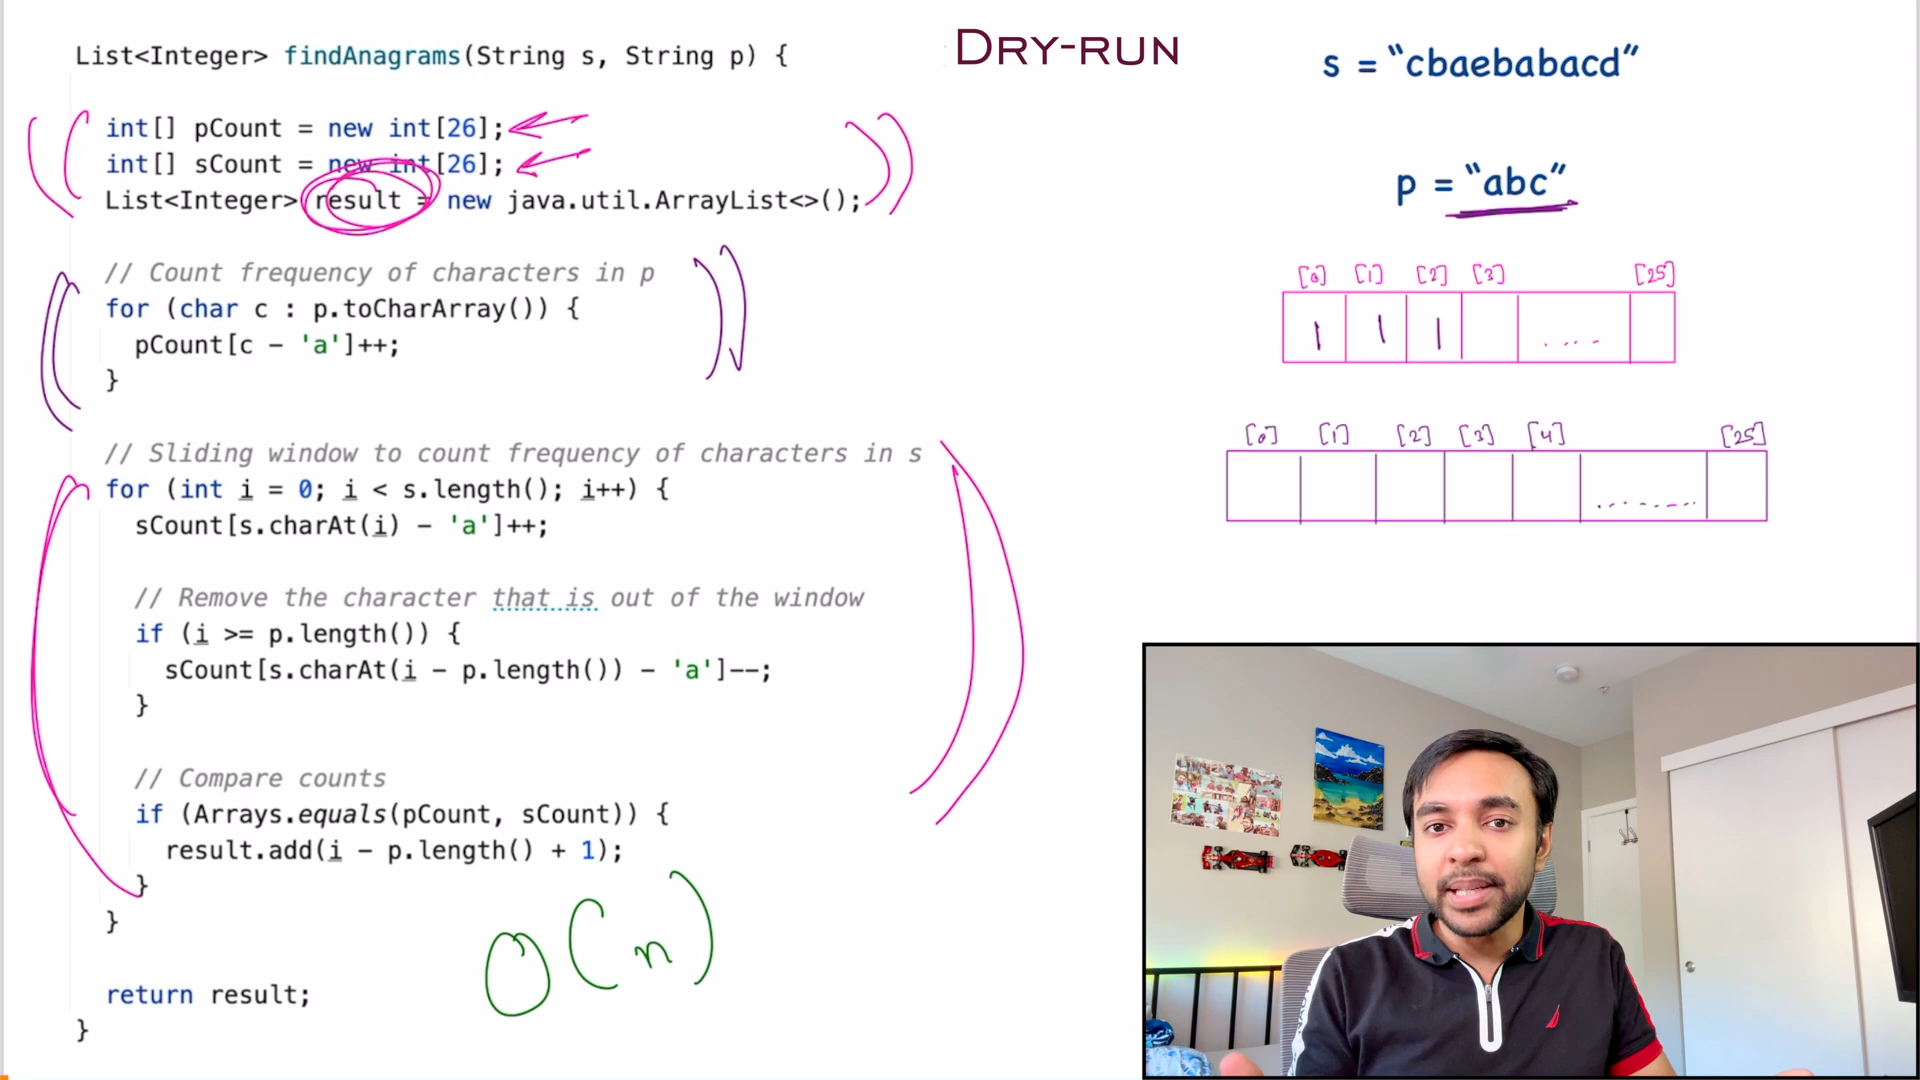 List<Integer> findAnagrams(String s, String p) {
int[] pCount = new int[26];
int[] sCount = new int[26];
List<Integer> result = new java.util.ArrayList<>();
// Count frequency of characters in p
for (char c : p.toCharArray()) {
pCount[c - 'a']++;
}
// Sliding window to count frequency of characters in s
for (int i = 0; i < s.length(); i++) {
sCount[s.charAt(i) - 'a']++;
// Remove the character that is out of the window
if (i >= p.length()) {
sCount[s.charAt(i - p.length()) - 'a']--;
}
// Compare counts
if (Arrays.equals(pCount, sCount)) {
result.add(i - p.length() + 1);
}
}
return result;
}
O(n)
DRY-RUN
s = "cbaebabacd"
p = "abc"
[0] [1] [2] [3] [25]
1 1 1 ....
[0] [1] [2] [3] [4] [25]